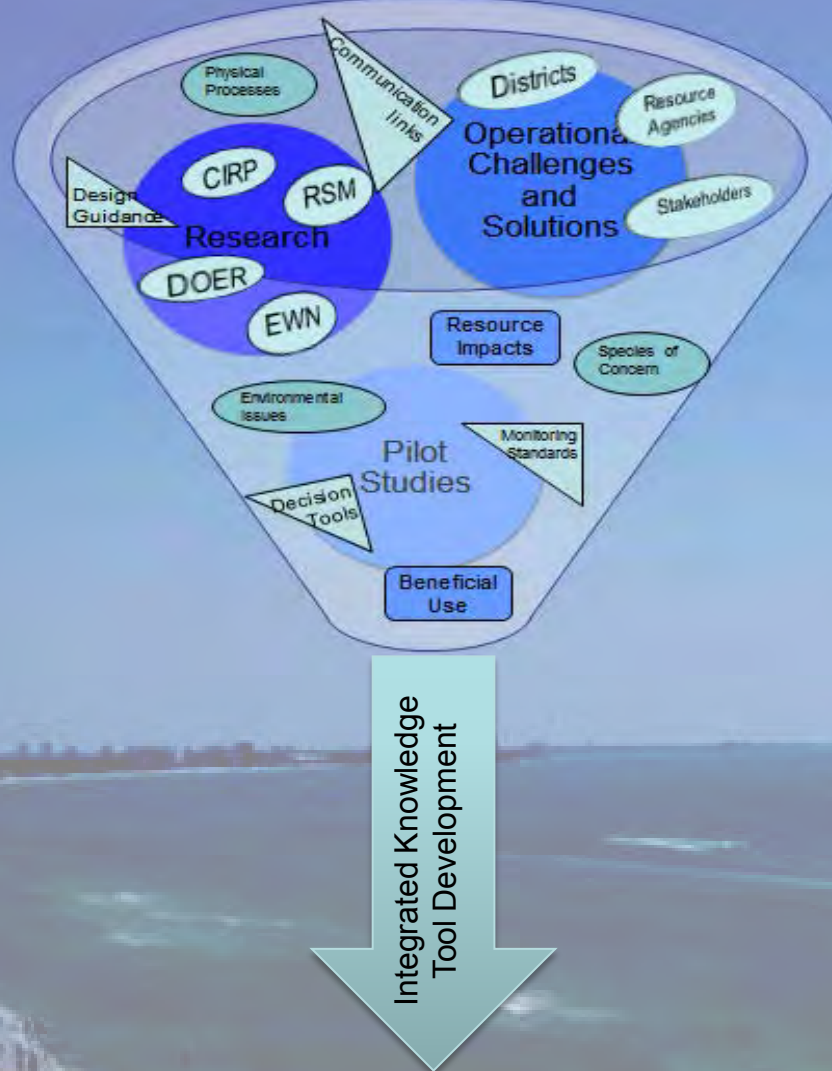 Physical
Processes
Communication
links
Districts
Resource
Agencies
Operational
Challenges
and
Solutions
Stakeholders
CIRP
RSM
Design
Guidance
Research
DOER
EWN
Resource
Impacts
Species of
Concern
Environmental
Issues
Pilot
Studies
Monitoring
Standards
Decision
Tools
Beneficial
Use
Integrated Knowledge
Tool Development